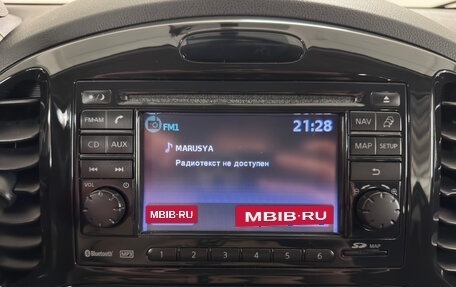 FM·AM
NAV
CD
AUX
MAP
SETUP
VOL
FM1
21:28
MARUSYA
Радиотекст не доступен
MBIB·RU
MBIB·RU
Bluetooth
MP3
1 2 3 4 5 6
SD
MAP